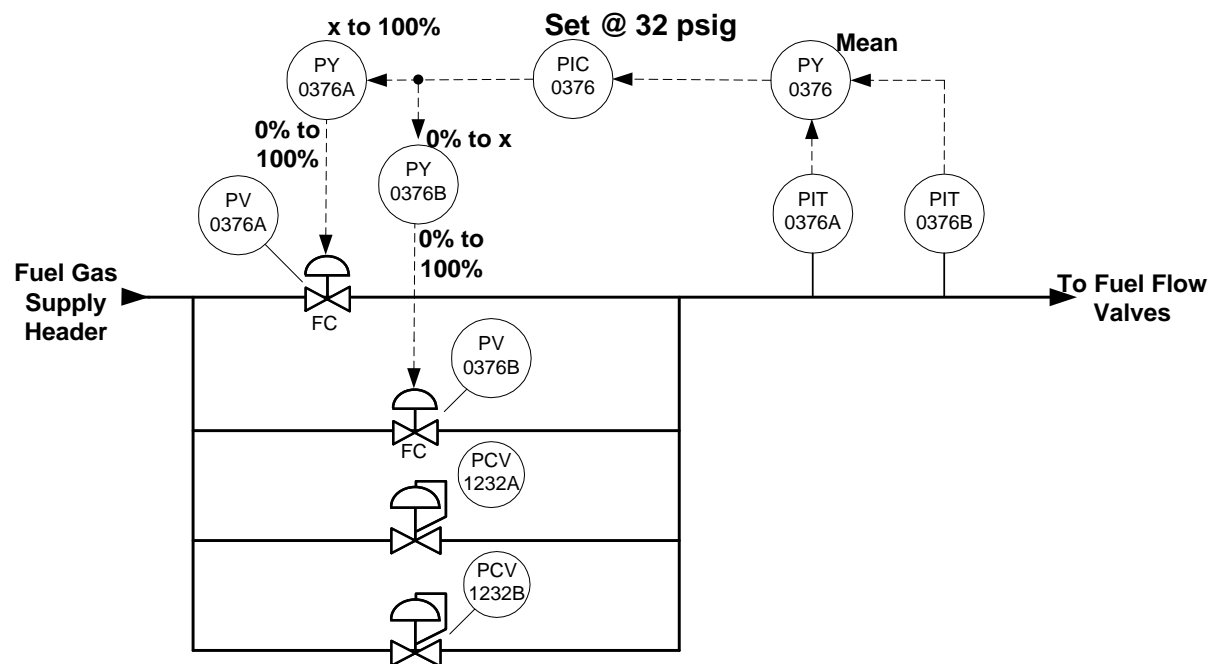 x to 100%
Set @ 32 psig
Mean
PY
0376A
PIC
0376
PY
0376
0% to
100%
0% to x
PY
0376B
PV
0376A
PIT
0376A
PIT
0376B
0% to
100%
Fuel Gas
Supply
Header
FC
To Fuel Flow
Valves
PV
0376B
FC
PCV
1232A
PCV
1232B